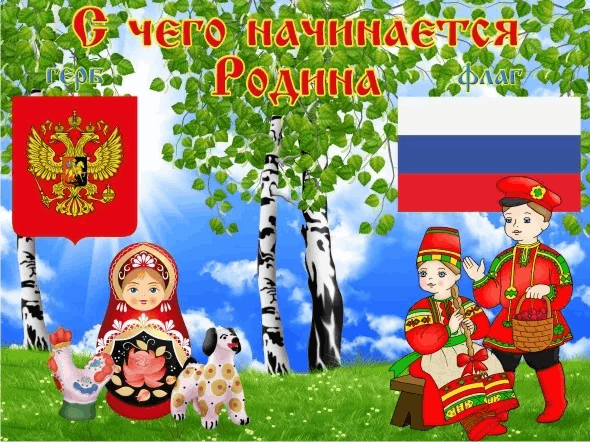 С чего начинается
Родина
герб
флаг